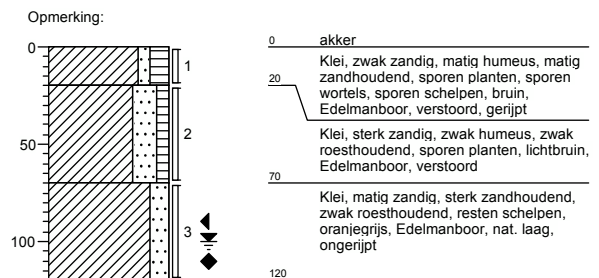 Opmerking:
0
50
100
1
2
3
0
akker
Klei, zwak zandig, matig humeus, matig
zandhoudend, sporen planten, sporen
wortels, sporen schelpen, bruin,
Edelmanboor, verstoord, gerijpt
20
Klei, sterk zandig, zwak humeus, zwak
roesthoudend, sporen planten, lichtbruin,
Edelmanboor, verstoord
70
Klei, matig zandig, sterk zandhoudend,
zwak roesthoudend, resten schelpen,
oranjegrijs, Edelmanboor, nat. laag,
ongerijpt
120